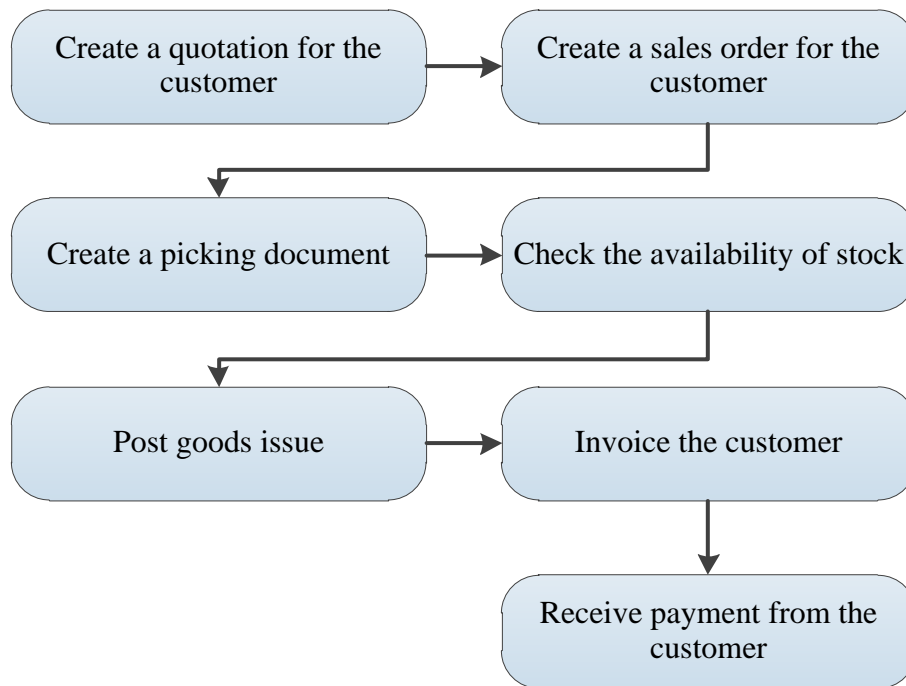 Create a quotation for the
customer
Create a sales order for the
customer
Create a picking document
Check the availability of stock
Post goods issue
Invoice the customer
Receive payment from the
customer